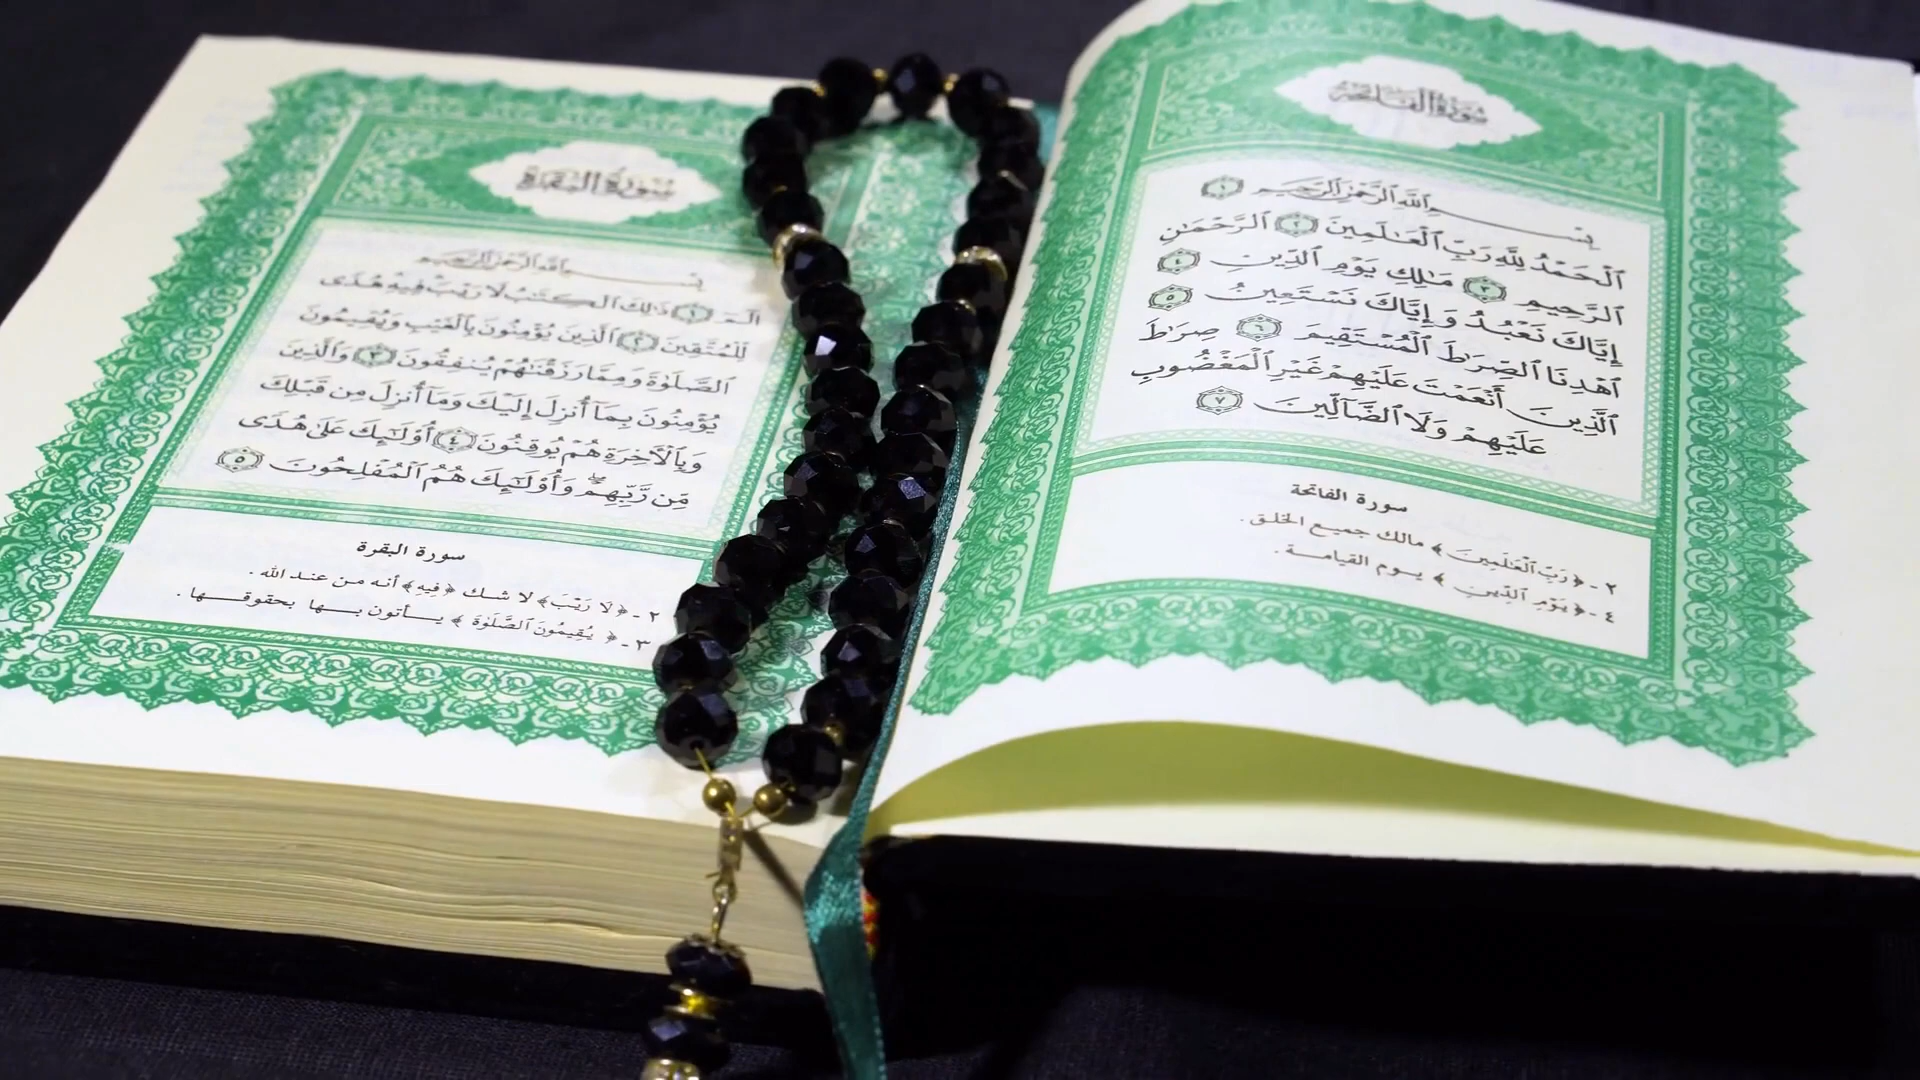 سُورَةُ الفَاتِحَةِ
بِسْمِ ٱللَّهِ ٱلرَّحْمَٰنِ ٱلرَّحِيمِ ١
ٱلْحَمْدُ لِلَّهِ رَبِّ ٱلْعَٰلَمِينَ ٢ ٱلرَّحْمَٰنِ
ٱلرَّحِيمِ ٣ مَٰلِكِ يَوْمِ ٱلدِّينِ ٤
إِيَّاكَ نَعْبُدُ وَإِيَّاكَ نَسْتَعِينُ ٥
ٱهْدِنَا ٱلصِّرَٰطَ ٱلْمُسْتَقِيمَ ٦ صِرَٰطَ
ٱلَّذِينَ أَنْعَمْتَ عَلَيْهِمْ غَيْرِ ٱلْمَغْضُوبِ
عَلَيْهِمْ وَلَا ٱلضَّآلِّينَ ٧
سورة الفاتحة
٢ - ﴿رَبِّ ٱلْعَٰلَمِينَ﴾ مالك جميع الخلق .
٤ - ﴿يَوْمِ ٱلدِّينِ﴾ يوم القيامة .
سُورَةُ البَقَرَةِ
بِسْمِ ٱللَّهِ ٱلرَّحْمَٰنِ ٱلرَّحِيمِ
الٓمٓ ١ ذَٰلِكَ ٱلْكِتَٰبُ لَا رَيْبَ فِيهِ هُدًى
لِّلْمُتَّقِينَ ٢ ٱلَّذِينَ يُؤْمِنُونَ بِٱلْغَيْبِ وَيُقِيمُونَ
ٱلصَّلَوٰةَ وَمِمَّا رَزَقْنَٰهُمْ يُنفِقُونَ ٣ وَٱلَّذِينَ
يُؤْمِنُونَ بِمَآ أُنزِلَ إِلَيْكَ وَمَآ أُنزِلَ مِن قَبْلِكَ
وَبِٱلْأٓخِرَةِ هُمْ يُوقِنُونَ ٤ أُوْلَٰٓئِكَ عَلَىٰ هُدًى
مِّن رَّبِّهِمْ ۖ وَأُوْلَٰٓئِكَ هُمُ ٱلْمُفْلِحُونَ ٥
سورة البقرة
٢ - ﴿لَا رَيْبَ﴾ لا شك ﴿فِيهِ﴾ أنه من عند الله .
٣ - ﴿يُقِيمُونَ ٱلصَّلَوٰةَ﴾ يأتون بها بحقوقها .